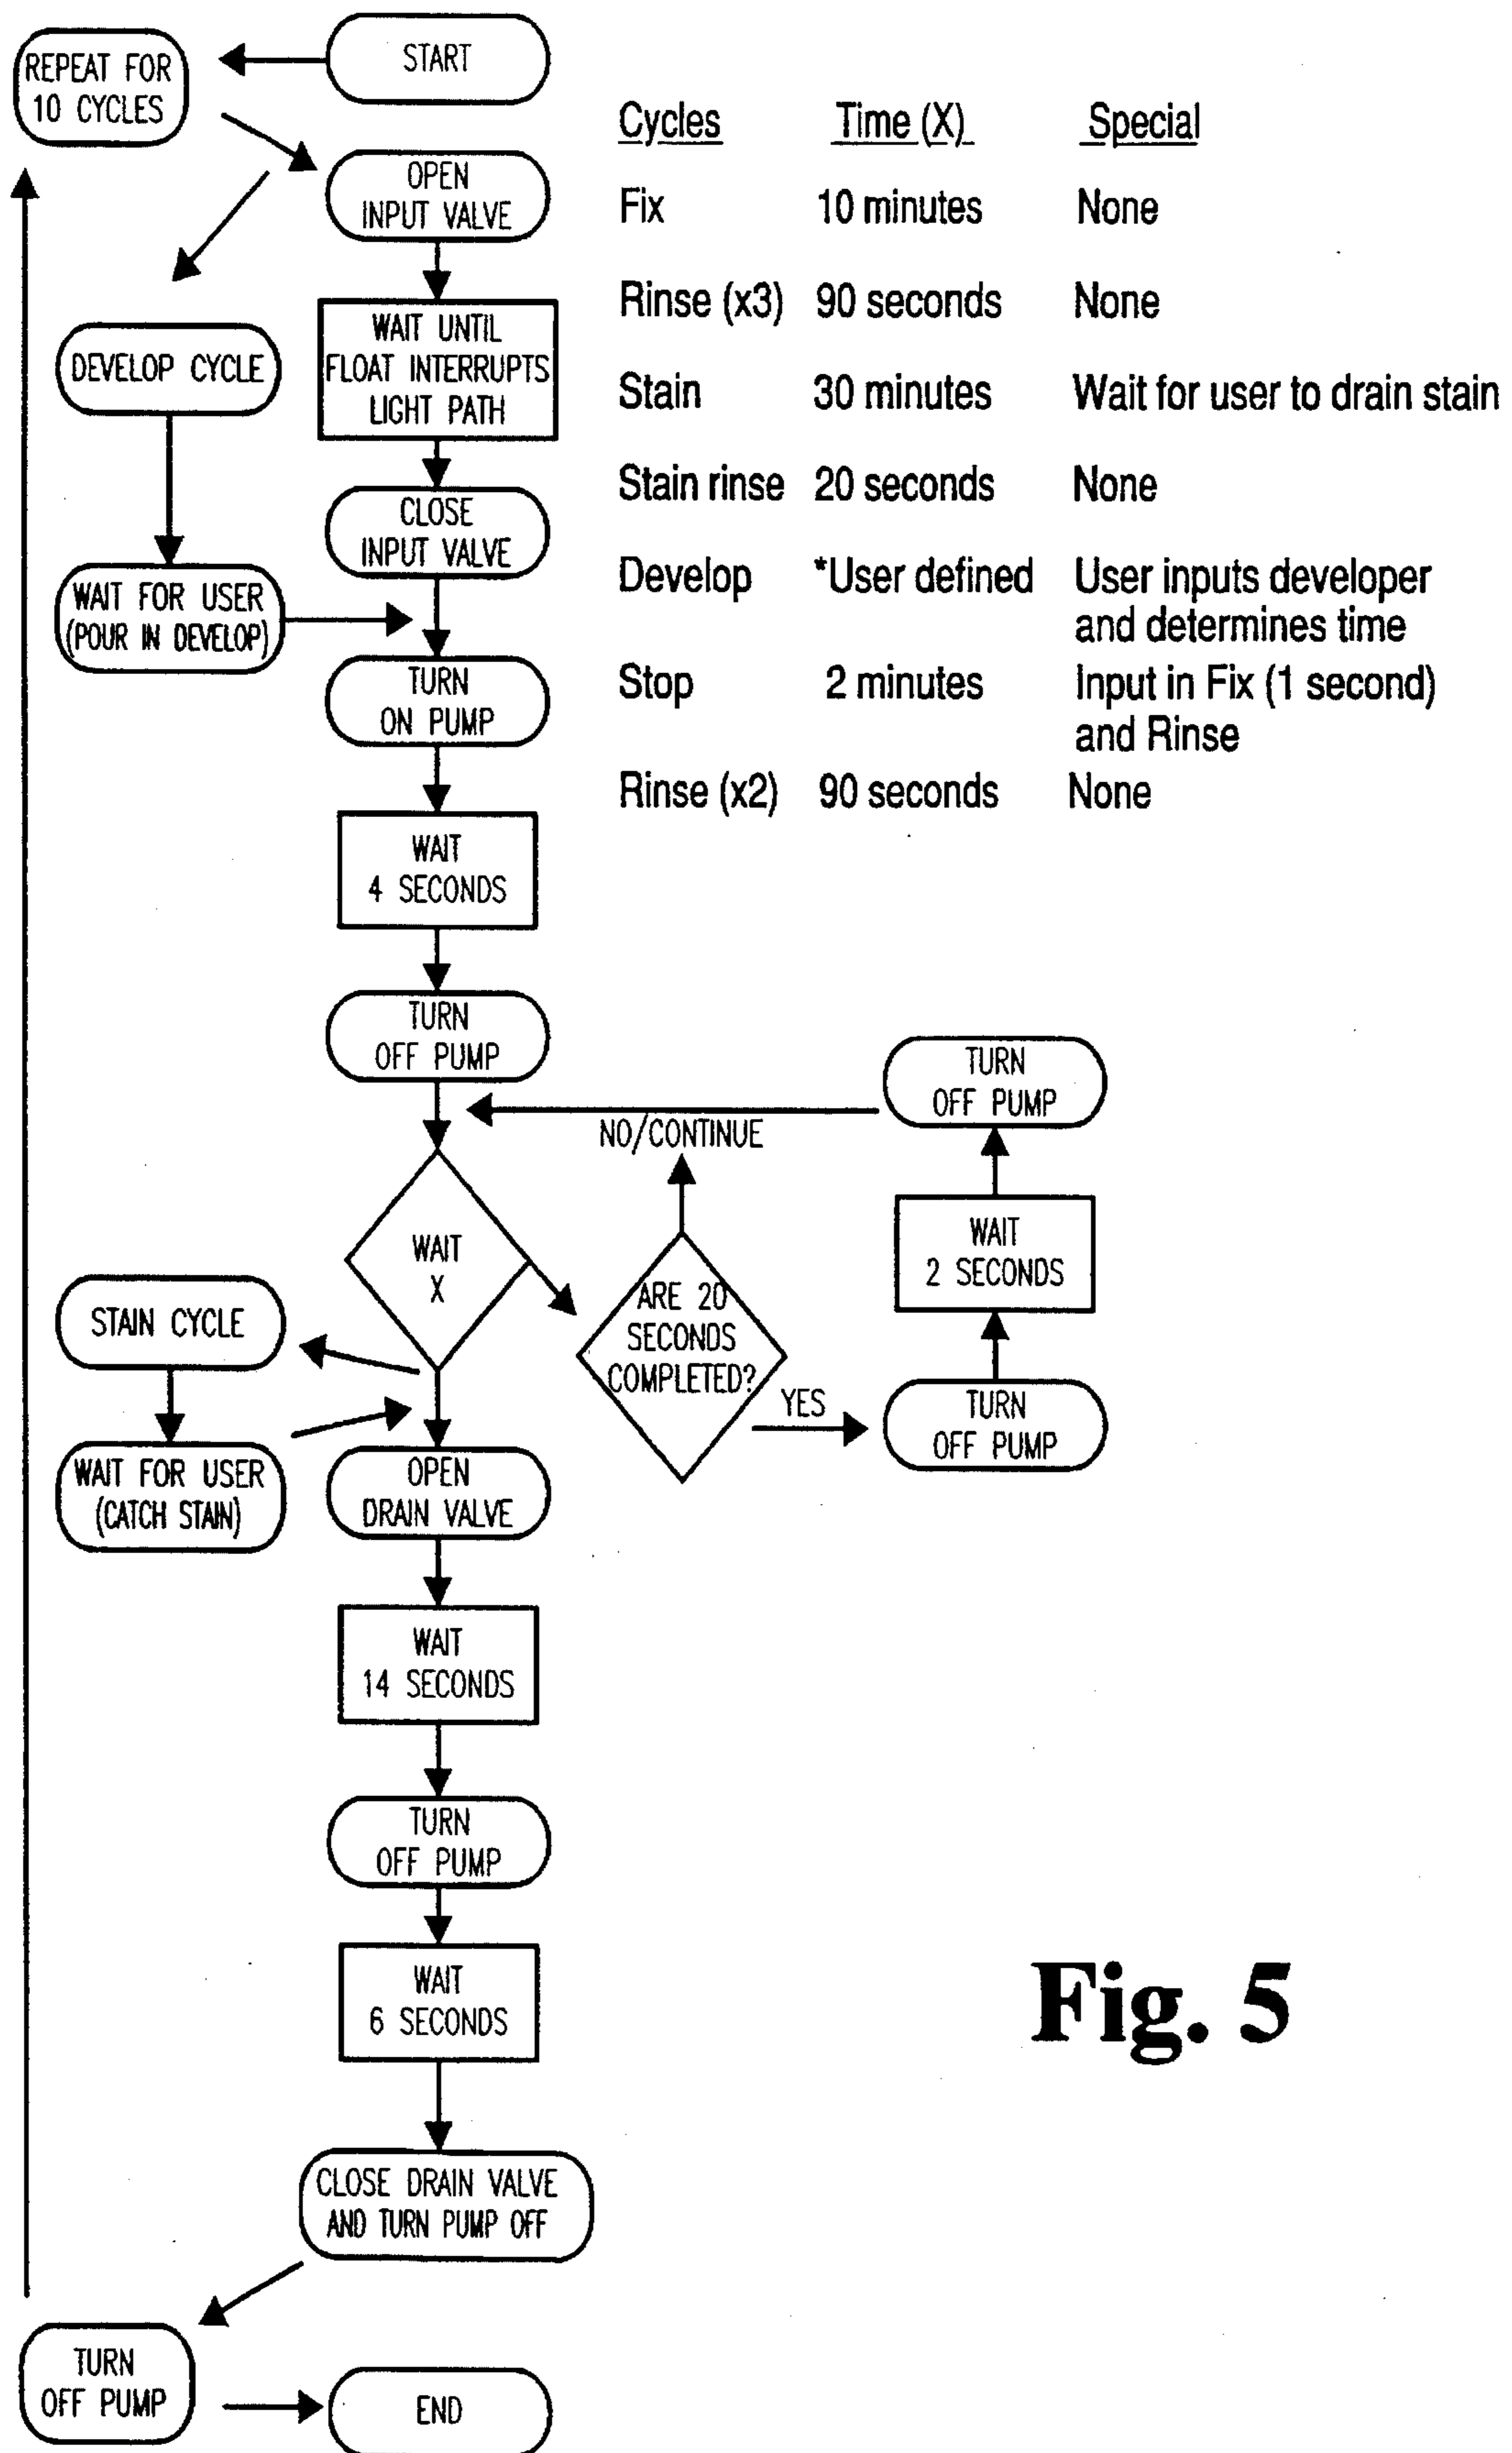 START
REPEAT FOR
10 CYCLES
OPEN
INPUT VALVE
WAIT UNTIL
FLOAT INTERRUPTS
LIGHT PATH
DEVELOP CYCLE
CLOSE
INPUT VALVE
WAIT FOR USER
(POUR IN DEVELOP)
TURN
ON PUMP
WAIT
4 SECONDS
TURN
OFF PUMP
WAIT
X
NO/CONTINUE
ARE 20
SECONDS
COMPLETED?
YES
TURN
OFF PUMP
WAIT
2 SECONDS
TURN
OFF PUMP
STAIN CYCLE
WAIT FOR USER
(CATCH STAIN)
OPEN
DRAIN VALVE
WAIT
14 SECONDS
TURN
OFF PUMP
WAIT
6 SECONDS
CLOSE DRAIN VALVE
AND TURN PUMP OFF
TURN
OFF PUMP
END
Cycles Time (X) Special
Fix 10 minutes None
Rinse (x3) 90 seconds None
Stain 30 minutes Wait for user to drain stain
Stain rinse 20 seconds None
Develop *User defined User inputs developer
and determines time
Stop 2 minutes Input in Fix (1 second)
and Rinse
Rinse (x2) 90 seconds None
Fig. 5